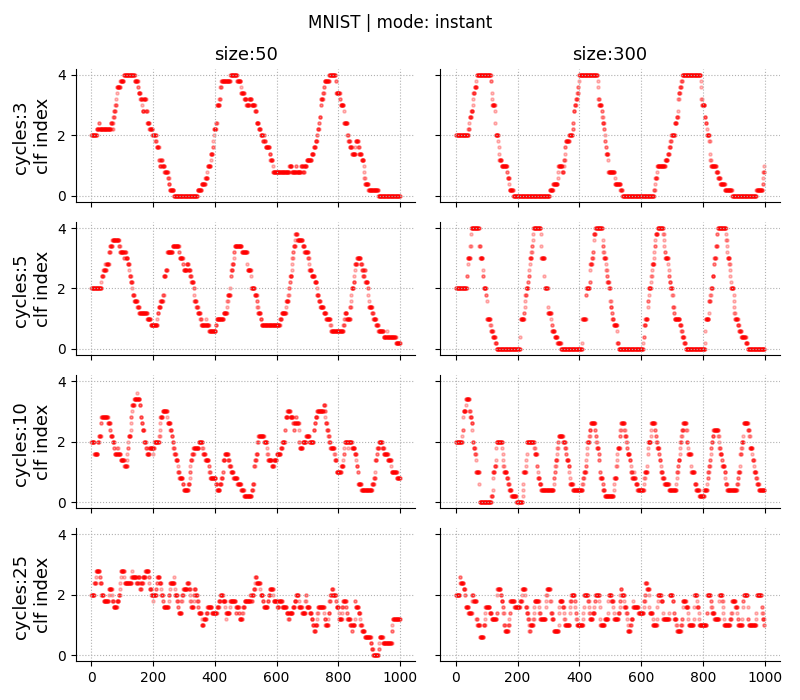 MNIST | mode: instant
size:50 size:300
cycles:3
clf index
4
2
0
cycles:5
clf index
4
2
0
cycles:10
clf index
4
2
0
cycles:25
clf index
4
2
0
0 200 400 600 800 1000 0 200 400 600 800 1000